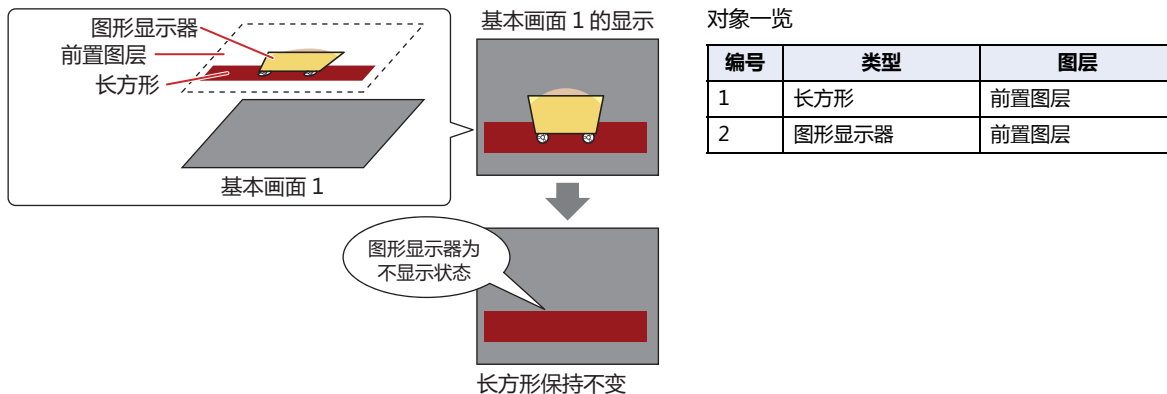 图形显示器
前置图层
长方形
基本画面 1
基本画面 1 的显示
图形显示器为
不显示状态
长方形保持不变
对象一览
编号 类型 图层
1 长方形 前置图层
2 图形显示器 前置图层